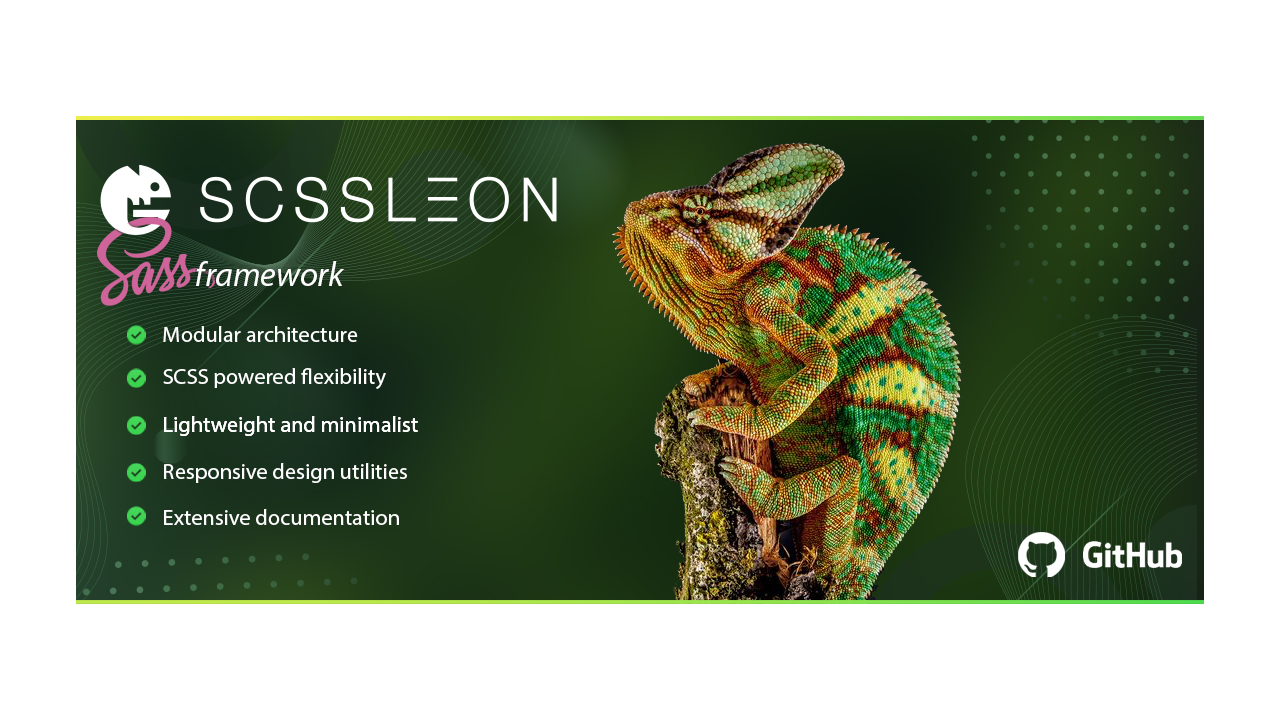 SCSSLEON
Sass framework
Modular architecture
SCSS powered flexibility
Lightweight and minimalist
Responsive design utilities
Extensive documentation
GitHub